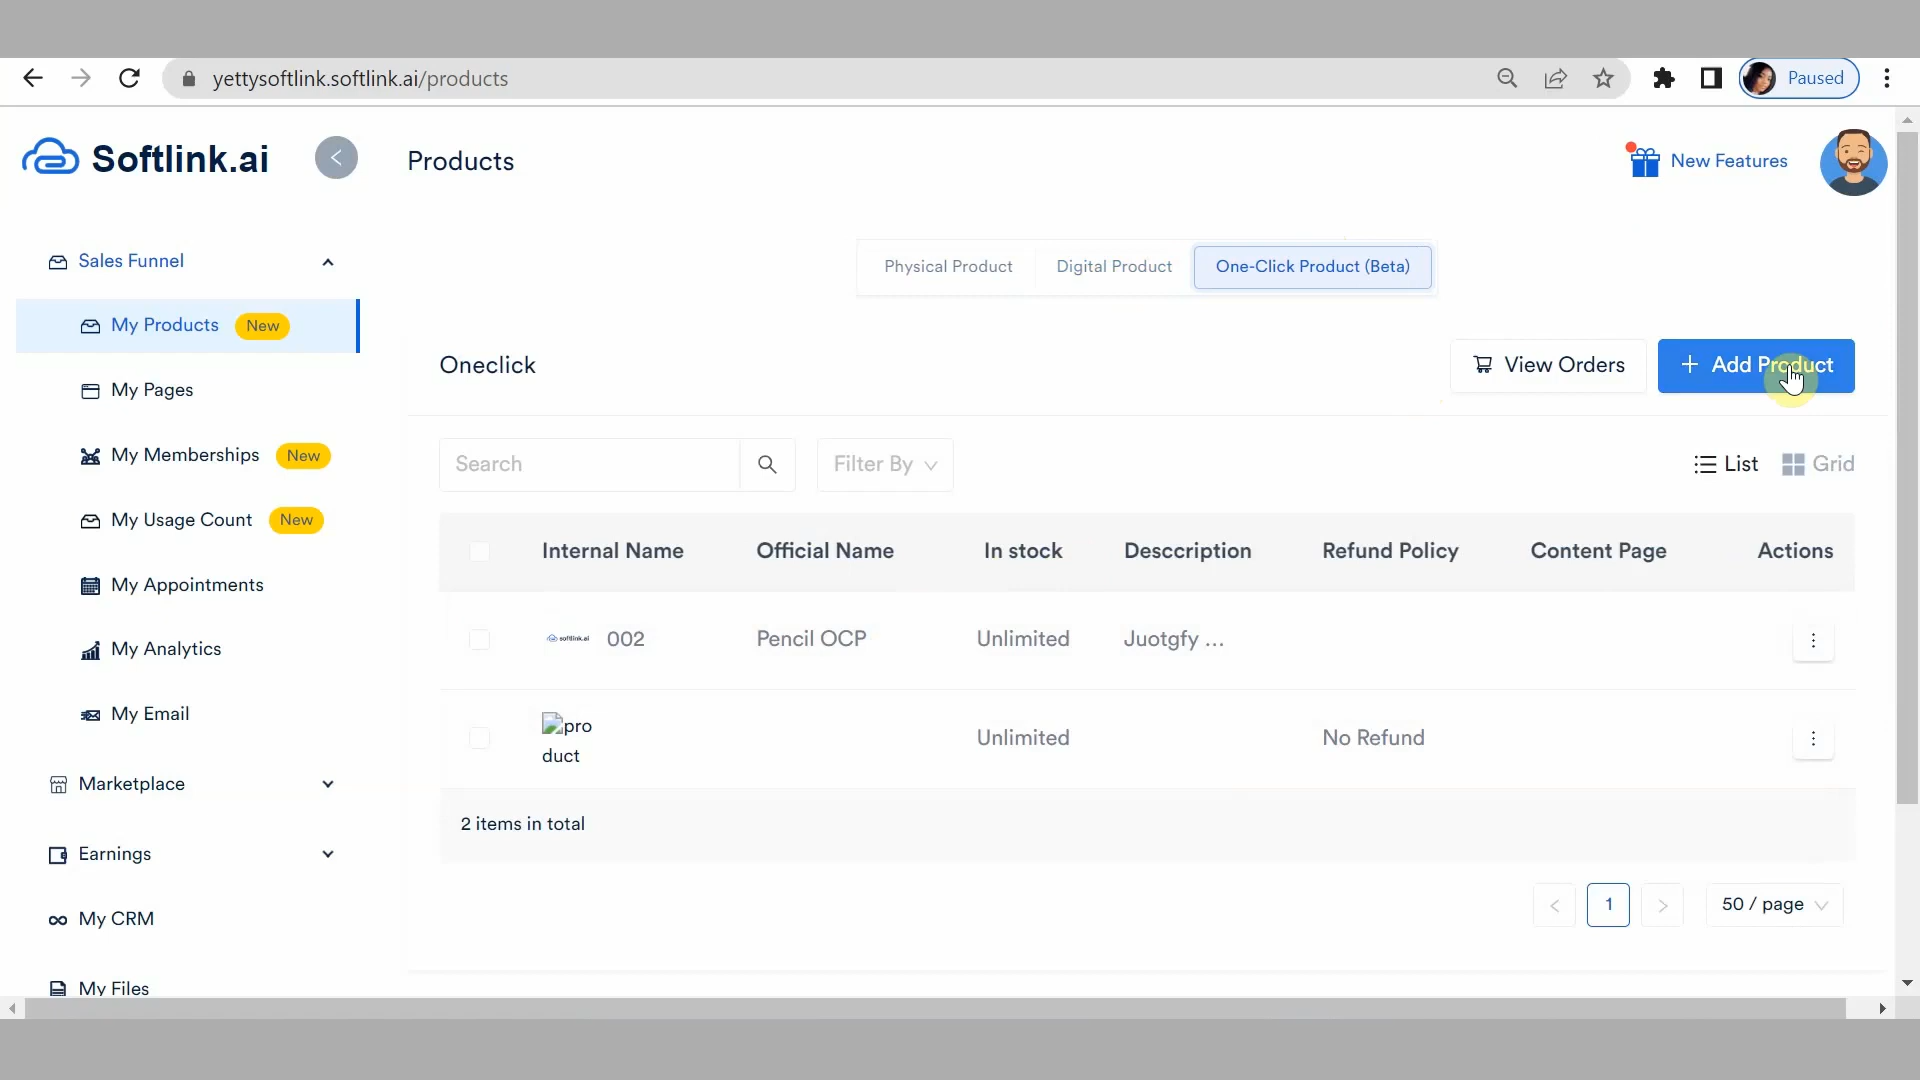 yettysoftlink.softlink.ai/products
Paused
Softlink.ai
Products
New Features
Sales Funnel
Physical Product
Digital Product
One-Click Product (Beta)
My Products New
Oneclick
View Orders
+ Add Product
My Pages
My Memberships New
Search
Filter By
List
Grid
My Usage Count New
Internal Name
Official Name
In stock
Desccription
Refund Policy
Content Page
Actions
My Appointments
softlink.ai
002
Pencil OCP
Unlimited
Juotgfy ...
My Analytics
My Email
pro
duct
Unlimited
No Refund
Marketplace
2 items in total
Earnings
< 1 >
50 / page
My CRM
My Files